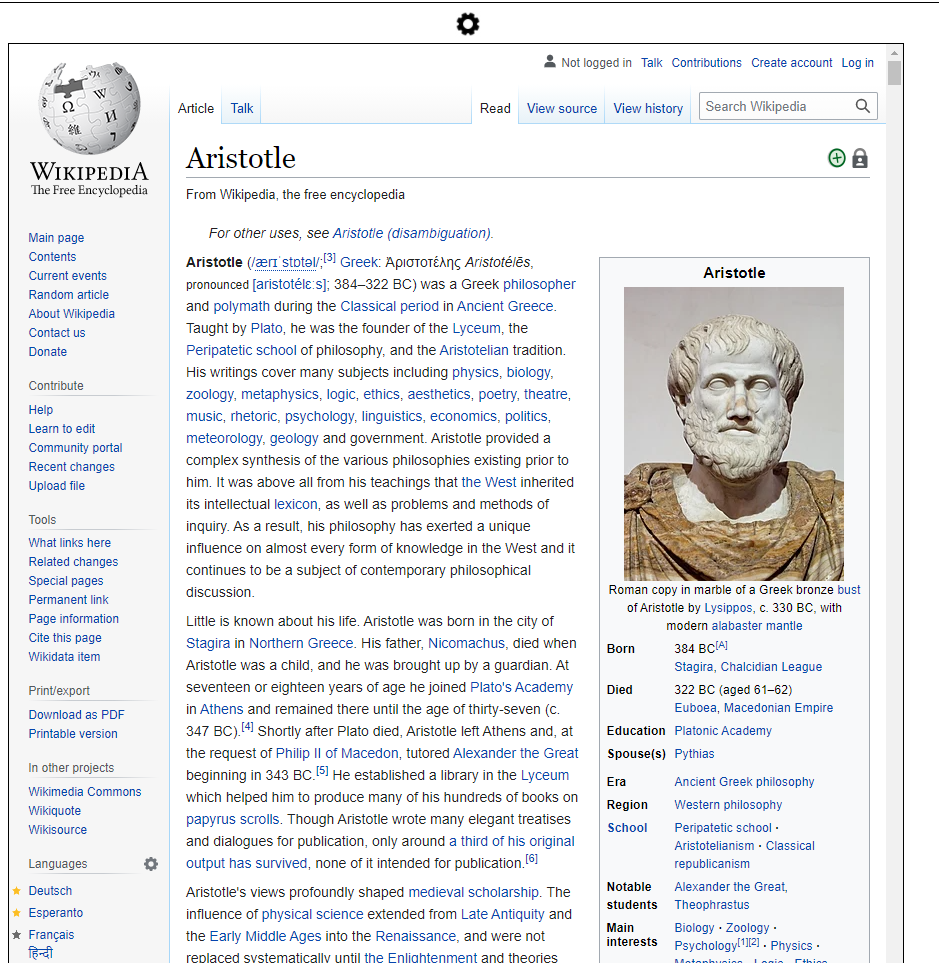 Not logged in Talk Contributions Create account Log in
Article Talk Read View source View history Search Wikipedia
Ω W И 維 7
WIKIPEDIA
The Free Encyclopedia
Main page
Contents
Current events
Random article
About Wikipedia
Contact us
Donate
Contribute
Help
Learn to edit
Community portal
Recent changes
Upload file
Tools
What links here
Related changes
Special pages
Permanent link
Page information
Cite this page
Wikidata item
Print/export
Download as PDF
Printable version
In other projects
Wikimedia Commons
Wikiquote
Wikisource
Languages
Deutsch
Esperanto
Français
हिन्दी
Aristotle
From Wikipedia, the free encyclopedia
For other uses, see Aristotle (disambiguation).
Aristotle (/ærɪˈstɒtəl/;[3] Greek: Ἀριστοτέλης Aristotélēs,
pronounced [aristotélɛːs]; 384–322 BC) was a Greek philosopher
and polymath during the Classical period in Ancient Greece.
Taught by Plato, he was the founder of the Lyceum, the
Peripatetic school of philosophy, and the Aristotelian tradition.
His writings cover many subjects including physics, biology,
zoology, metaphysics, logic, ethics, aesthetics, poetry, theatre,
music, rhetoric, psychology, linguistics, economics, politics,
meteorology, geology and government. Aristotle provided a
complex synthesis of the various philosophies existing prior to
him. It was above all from his teachings that the West inherited
its intellectual lexicon, as well as problems and methods of
inquiry. As a result, his philosophy has exerted a unique
influence on almost every form of knowledge in the West and it
continues to be a subject of contemporary philosophical
discussion.
Little is known about his life. Aristotle was born in the city of
Stagira in Northern Greece. His father, Nicomachus, died when
Aristotle was a child, and he was brought up by a guardian. At
seventeen or eighteen years of age he joined Plato's Academy
in Athens and remained there until the age of thirty-seven (c.
347 BC).[4] Shortly after Plato died, Aristotle left Athens and, at
the request of Philip II of Macedon, tutored Alexander the Great
beginning in 343 BC.[5] He established a library in the Lyceum
which helped him to produce many of his hundreds of books on
papyrus scrolls. Though Aristotle wrote many elegant treatises
and dialogues for publication, only around a third of his original
output has survived, none of it intended for publication.[6]
Aristotle's views profoundly shaped medieval scholarship. The
influence of physical science extended from Late Antiquity and
the Early Middle Ages into the Renaissance, and were not
replaced systematically until the Enlightenment and theories
Aristotle
Roman copy in marble of a Greek bronze bust
of Aristotle by Lysippos, c. 330 BC, with
modern alabaster mantle
Born 384 BC[A]
Stagira, Chalcidian League
Died 322 BC (aged 61–62)
Euboea, Macedonian Empire
Education Platonic Academy
Spouse(s) Pythias
Era Ancient Greek philosophy
Region Western philosophy
School Peripatetic school ·
Aristotelianism · Classical
republicanism
Notable students Alexander the Great,
Theophrastus
Main interests Biology · Zoology ·
Psychology[1][2] · Physics ·
Metaphysics · Logic · Ethics